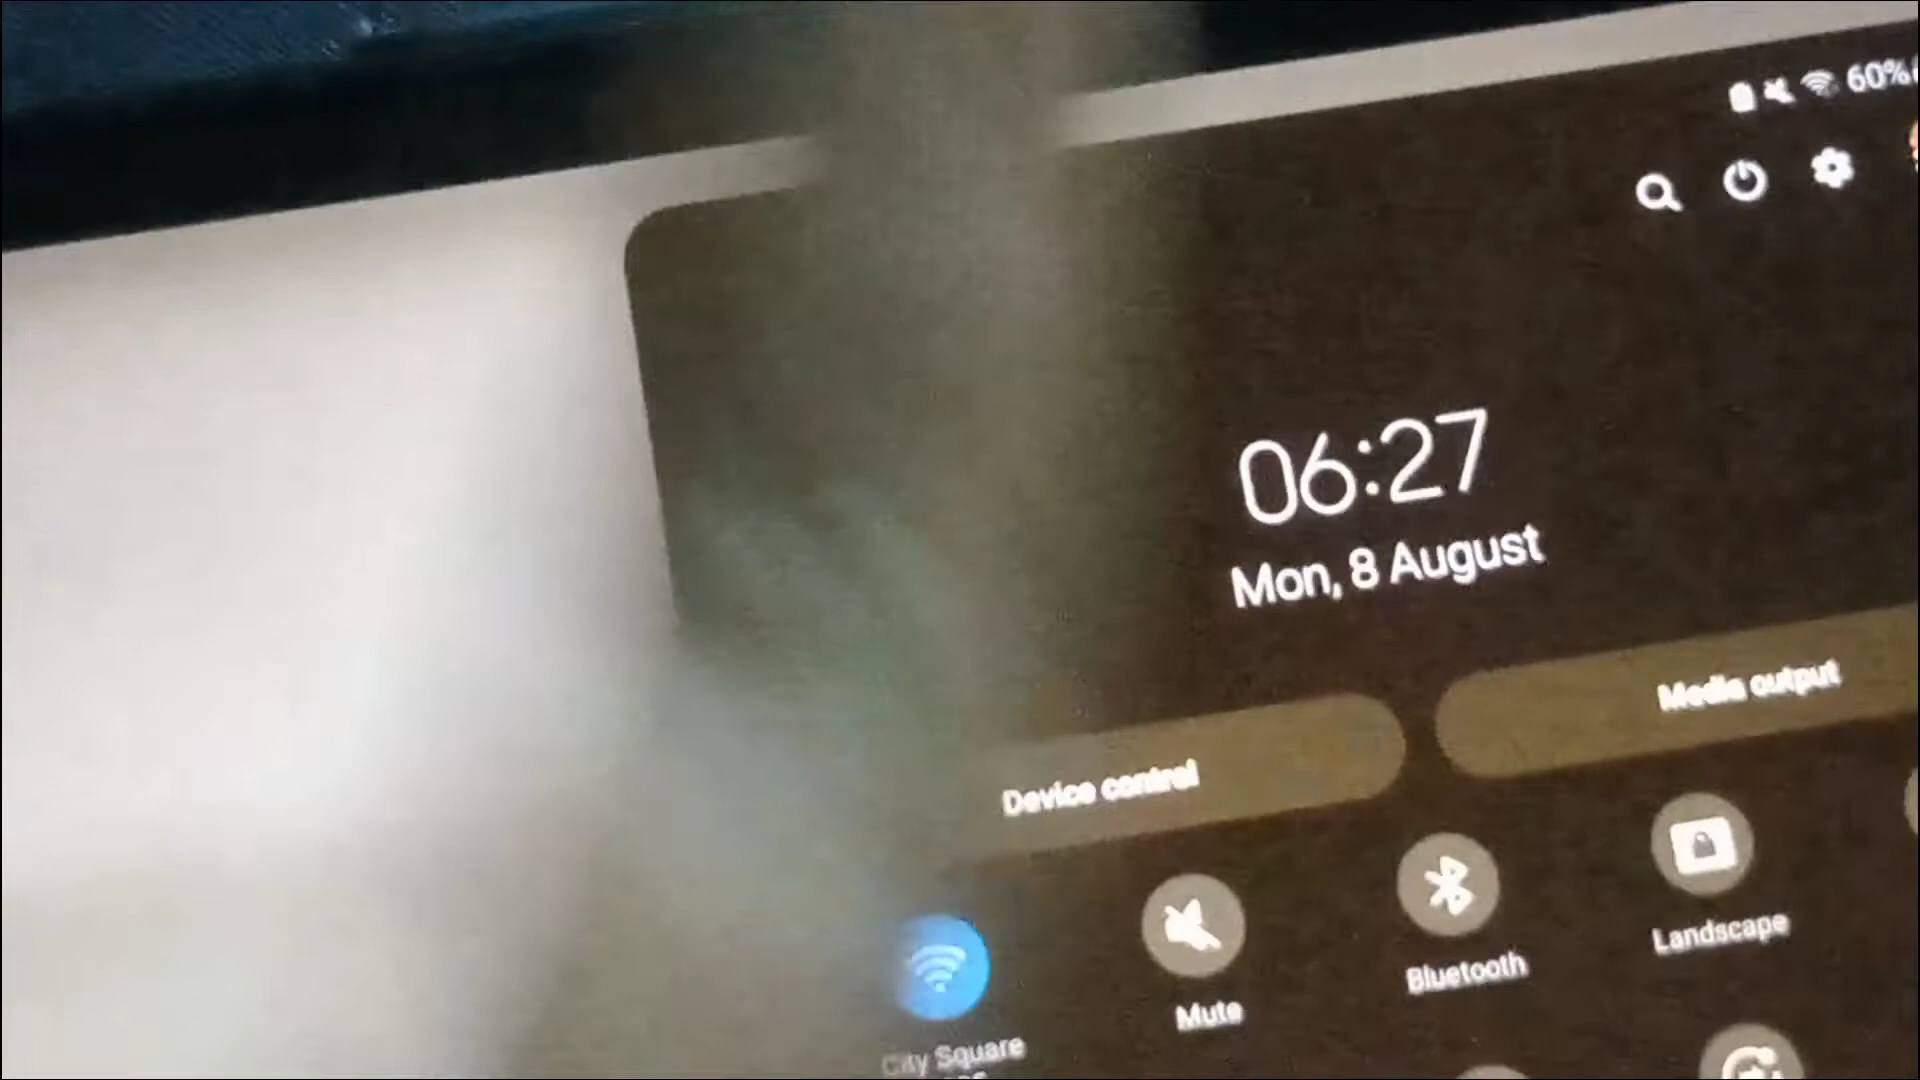 60%
06:27
Mon, 8 August
Media output
Device control
Landscape
Bluetooth
Mute
City Square